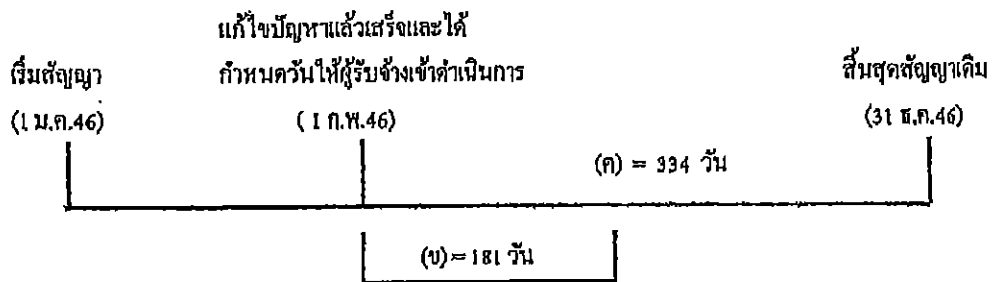 แก้ไขปัญหาแล้วเสร็จและได้
เริ่มสัญญา กำหนดวันให้ผู้รับจ้างเข้าดำเนินการ สิ้นสุดสัญญาเดิม
(1 ม.ค.46) ( 1 ก.พ.46) (31 ธ.ค.46)
(ค) = 334 วัน
(ข) = 181 วัน